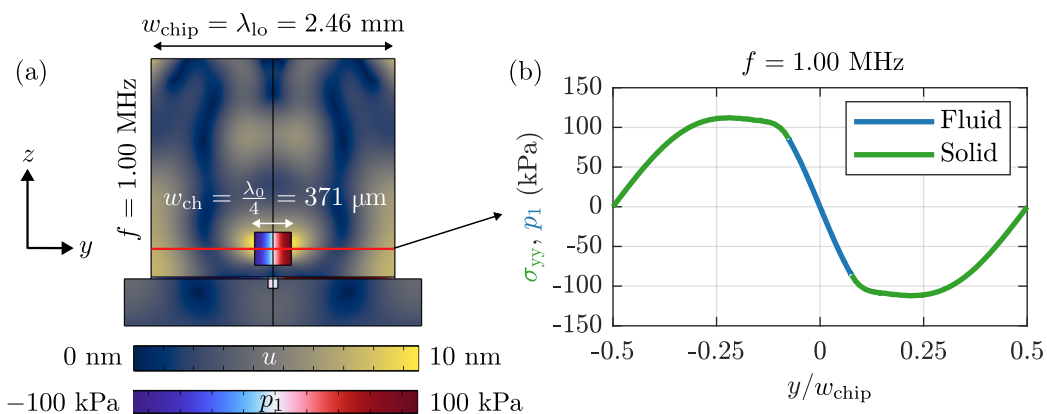 w_chip = λ_lo = 2.46 mm
(a)
f = 1.00 MHz
z
y
w_ch = λ_0/4 = 371 μm
0 nm
u
10 nm
−100 kPa
p_1
100 kPa
(b)
f = 1.00 MHz
σ_yy, p_1 (kPa)
150
100
50
0
-50
-100
-150
Fluid
Solid
-0.5
-0.25
0
0.25
0.5
y/w_chip